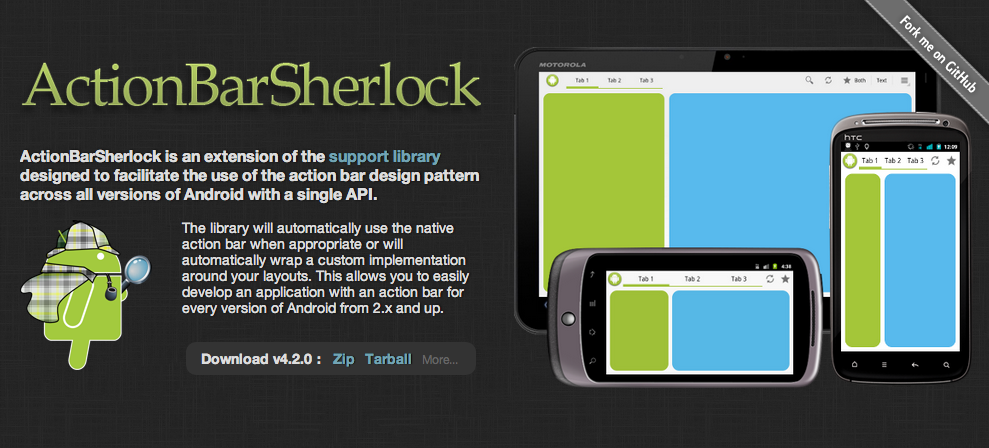 Fork me on GitHub
ActionBarSherlock
ActionBarSherlock is an extension of the support library
designed to facilitate the use of the action bar design pattern
across all versions of Android with a single API.
The library will automatically use the native
action bar when appropriate or will
automatically wrap a custom implementation
around your layouts. This allows you to easily
develop an application with an action bar for
every version of Android from 2.x and up.
Download v4.2.0 : Zip Tarball More...
MOTOROLA
Tab 1 Tab 2 Tab 3 Both Text
hTC
12:09
Tab 1 Tab 2 Tab 3
4:38
Tab 1 Tab 2 Tab 3